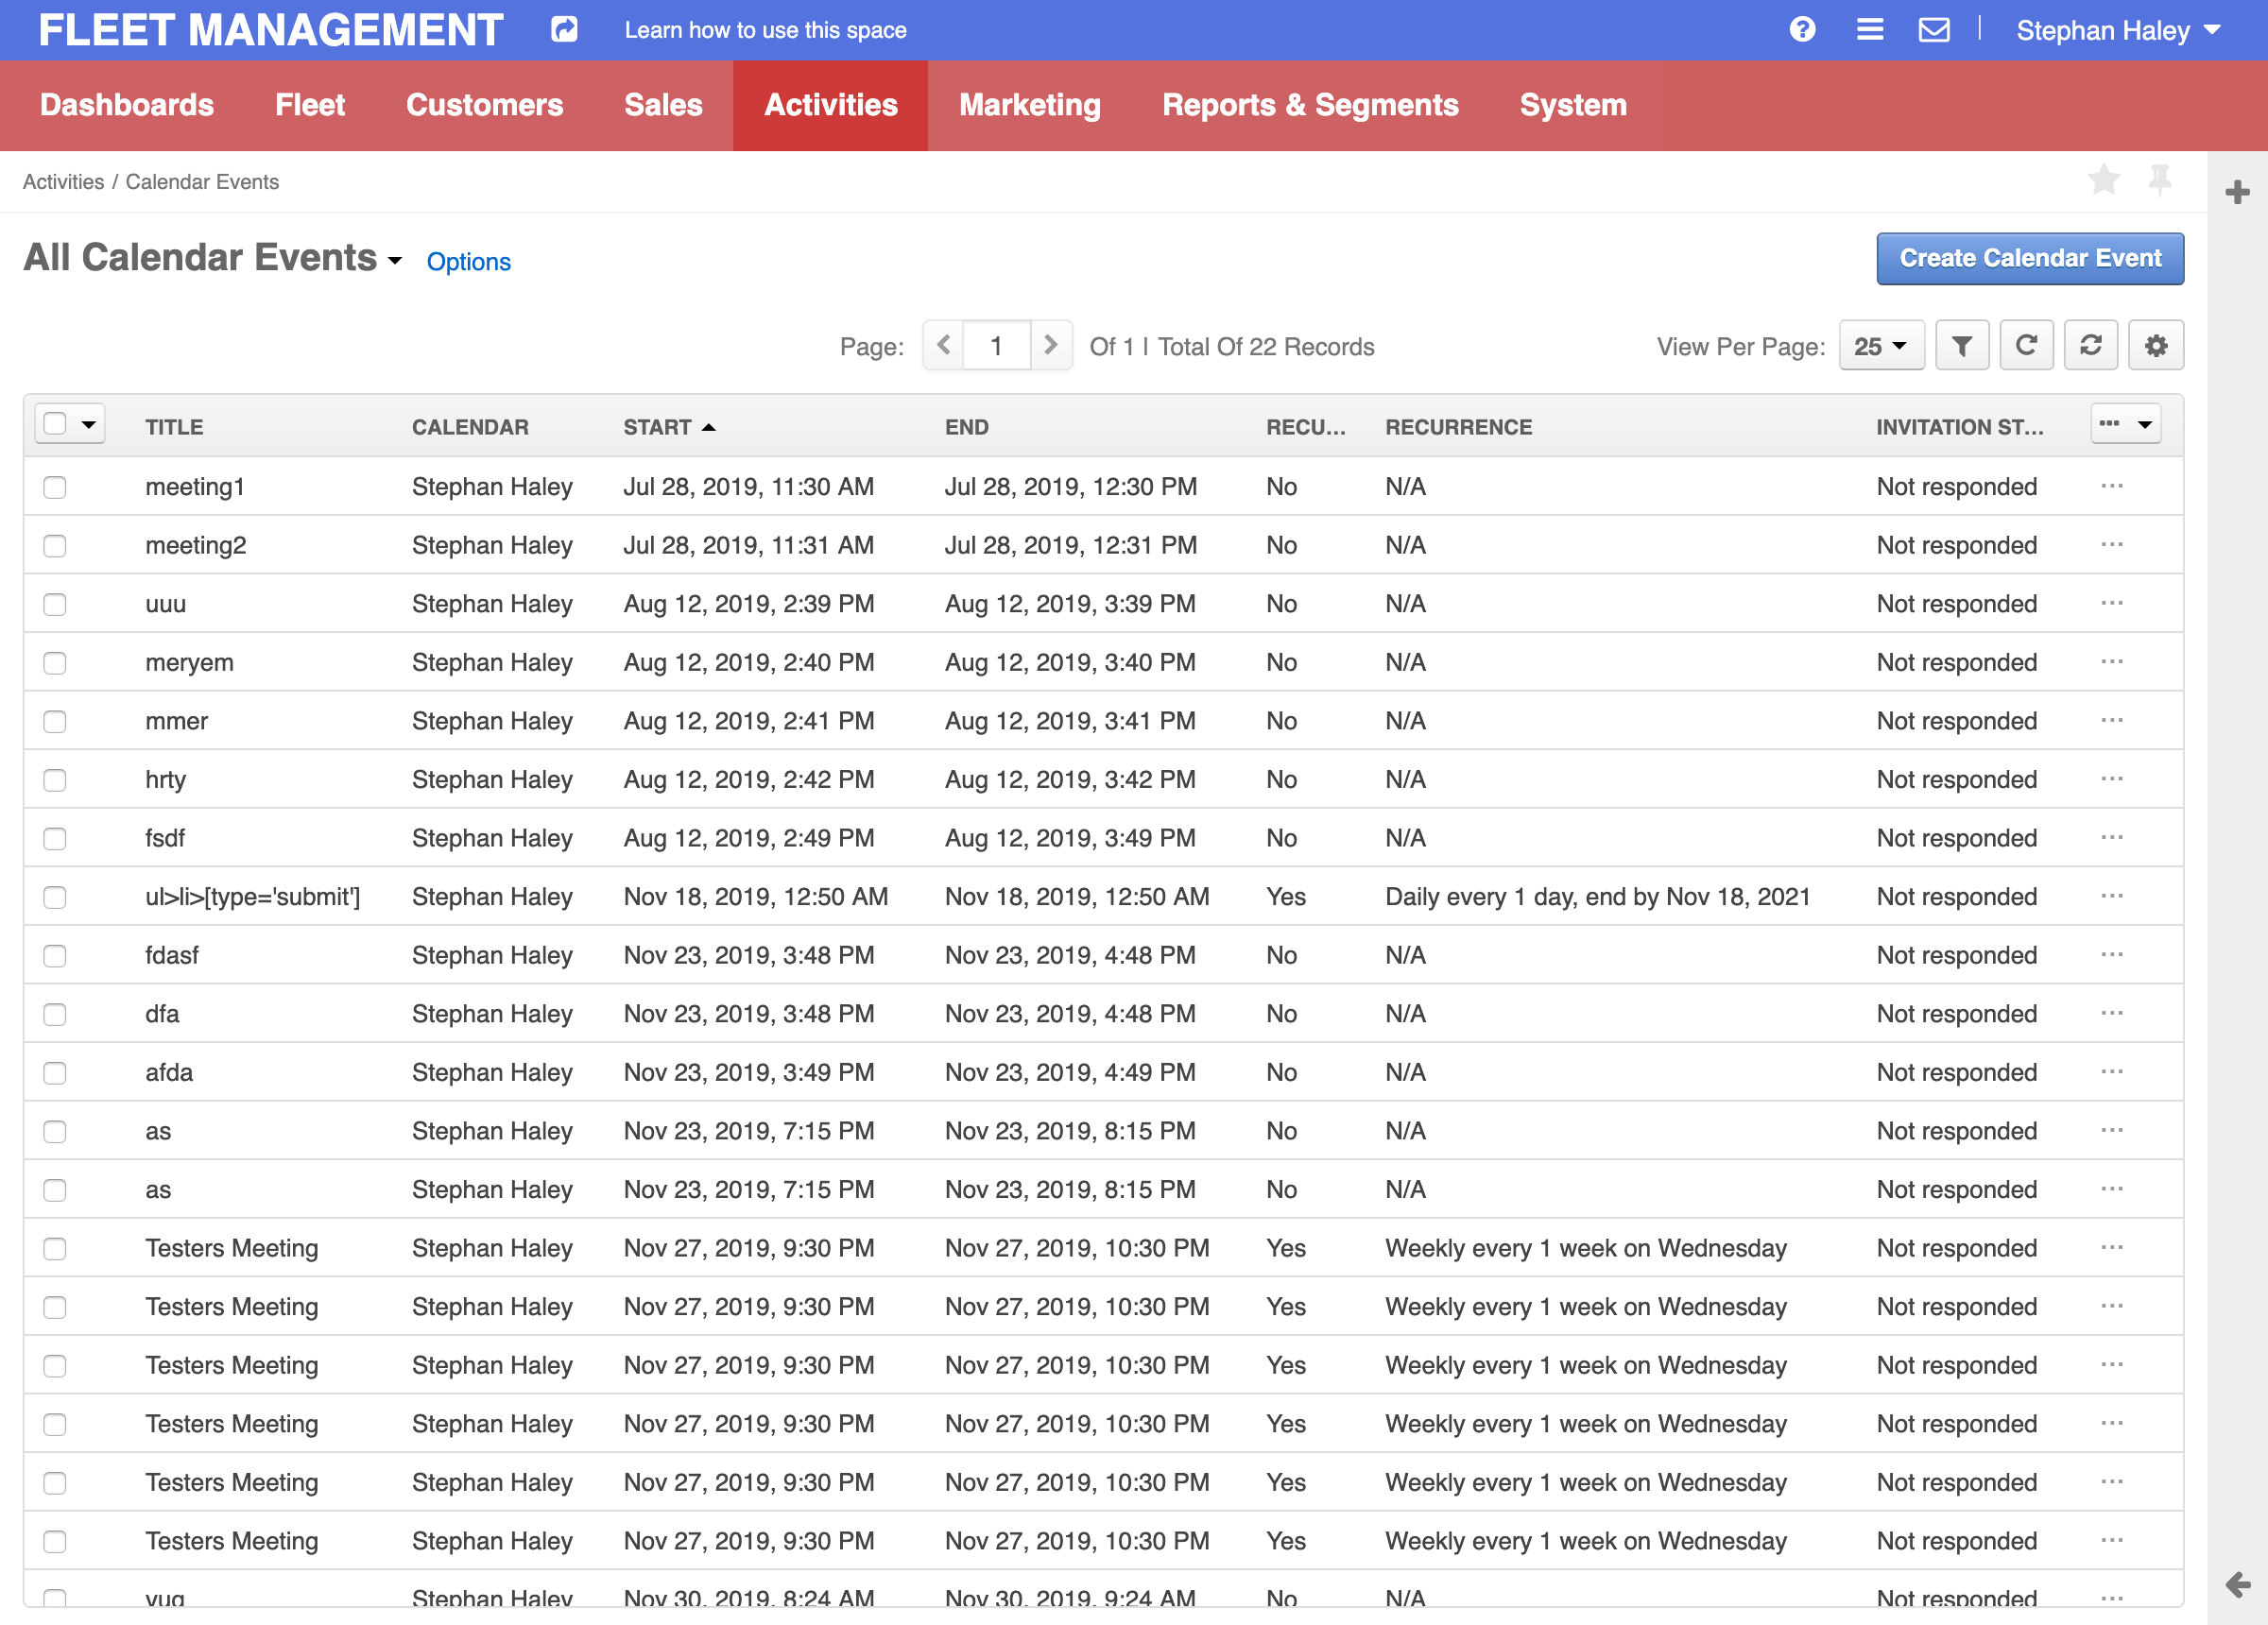 FLEET MANAGEMENT Learn how to use this space Stephan Haley
Dashboards Fleet Customers Sales Activities Marketing Reports & Segments System
Activities / Calendar Events
All Calendar Events Options Create Calendar Event
Page: 1 Of 1 | Total Of 22 Records View Per Page: 25
TITLE CALENDAR START END RECU... RECURRENCE INVITATION ST...
meeting1 Stephan Haley Jul 28, 2019, 11:30 AM Jul 28, 2019, 12:30 PM No N/A Not responded
meeting2 Stephan Haley Jul 28, 2019, 11:31 AM Jul 28, 2019, 12:31 PM No N/A Not responded
uuu Stephan Haley Aug 12, 2019, 2:39 PM Aug 12, 2019, 3:39 PM No N/A Not responded
meryem Stephan Haley Aug 12, 2019, 2:40 PM Aug 12, 2019, 3:40 PM No N/A Not responded
mmer Stephan Haley Aug 12, 2019, 2:41 PM Aug 12, 2019, 3:41 PM No N/A Not responded
hrty Stephan Haley Aug 12, 2019, 2:42 PM Aug 12, 2019, 3:42 PM No N/A Not responded
fsdf Stephan Haley Aug 12, 2019, 2:49 PM Aug 12, 2019, 3:49 PM No N/A Not responded
ul>li>[type='submit'] Stephan Haley Nov 18, 2019, 12:50 AM Nov 18, 2019, 12:50 AM Yes Daily every 1 day, end by Nov 18, 2021 Not responded
fdasf Stephan Haley Nov 23, 2019, 3:48 PM Nov 23, 2019, 4:48 PM No N/A Not responded
dfa Stephan Haley Nov 23, 2019, 3:48 PM Nov 23, 2019, 4:48 PM No N/A Not responded
afda Stephan Haley Nov 23, 2019, 3:49 PM Nov 23, 2019, 4:49 PM No N/A Not responded
as Stephan Haley Nov 23, 2019, 7:15 PM Nov 23, 2019, 8:15 PM No N/A Not responded
as Stephan Haley Nov 23, 2019, 7:15 PM Nov 23, 2019, 8:15 PM No N/A Not responded
Testers Meeting Stephan Haley Nov 27, 2019, 9:30 PM Nov 27, 2019, 10:30 PM Yes Weekly every 1 week on Wednesday Not responded
Testers Meeting Stephan Haley Nov 27, 2019, 9:30 PM Nov 27, 2019, 10:30 PM Yes Weekly every 1 week on Wednesday Not responded
Testers Meeting Stephan Haley Nov 27, 2019, 9:30 PM Nov 27, 2019, 10:30 PM Yes Weekly every 1 week on Wednesday Not responded
Testers Meeting Stephan Haley Nov 27, 2019, 9:30 PM Nov 27, 2019, 10:30 PM Yes Weekly every 1 week on Wednesday Not responded
Testers Meeting Stephan Haley Nov 27, 2019, 9:30 PM Nov 27, 2019, 10:30 PM Yes Weekly every 1 week on Wednesday Not responded
Testers Meeting Stephan Haley Nov 27, 2019, 9:30 PM Nov 27, 2019, 10:30 PM Yes Weekly every 1 week on Wednesday Not responded
Stephan Haley Nov 30, 2019, 8:24 AM Nov 30, 2019, 9:24 AM No N/A Not responded